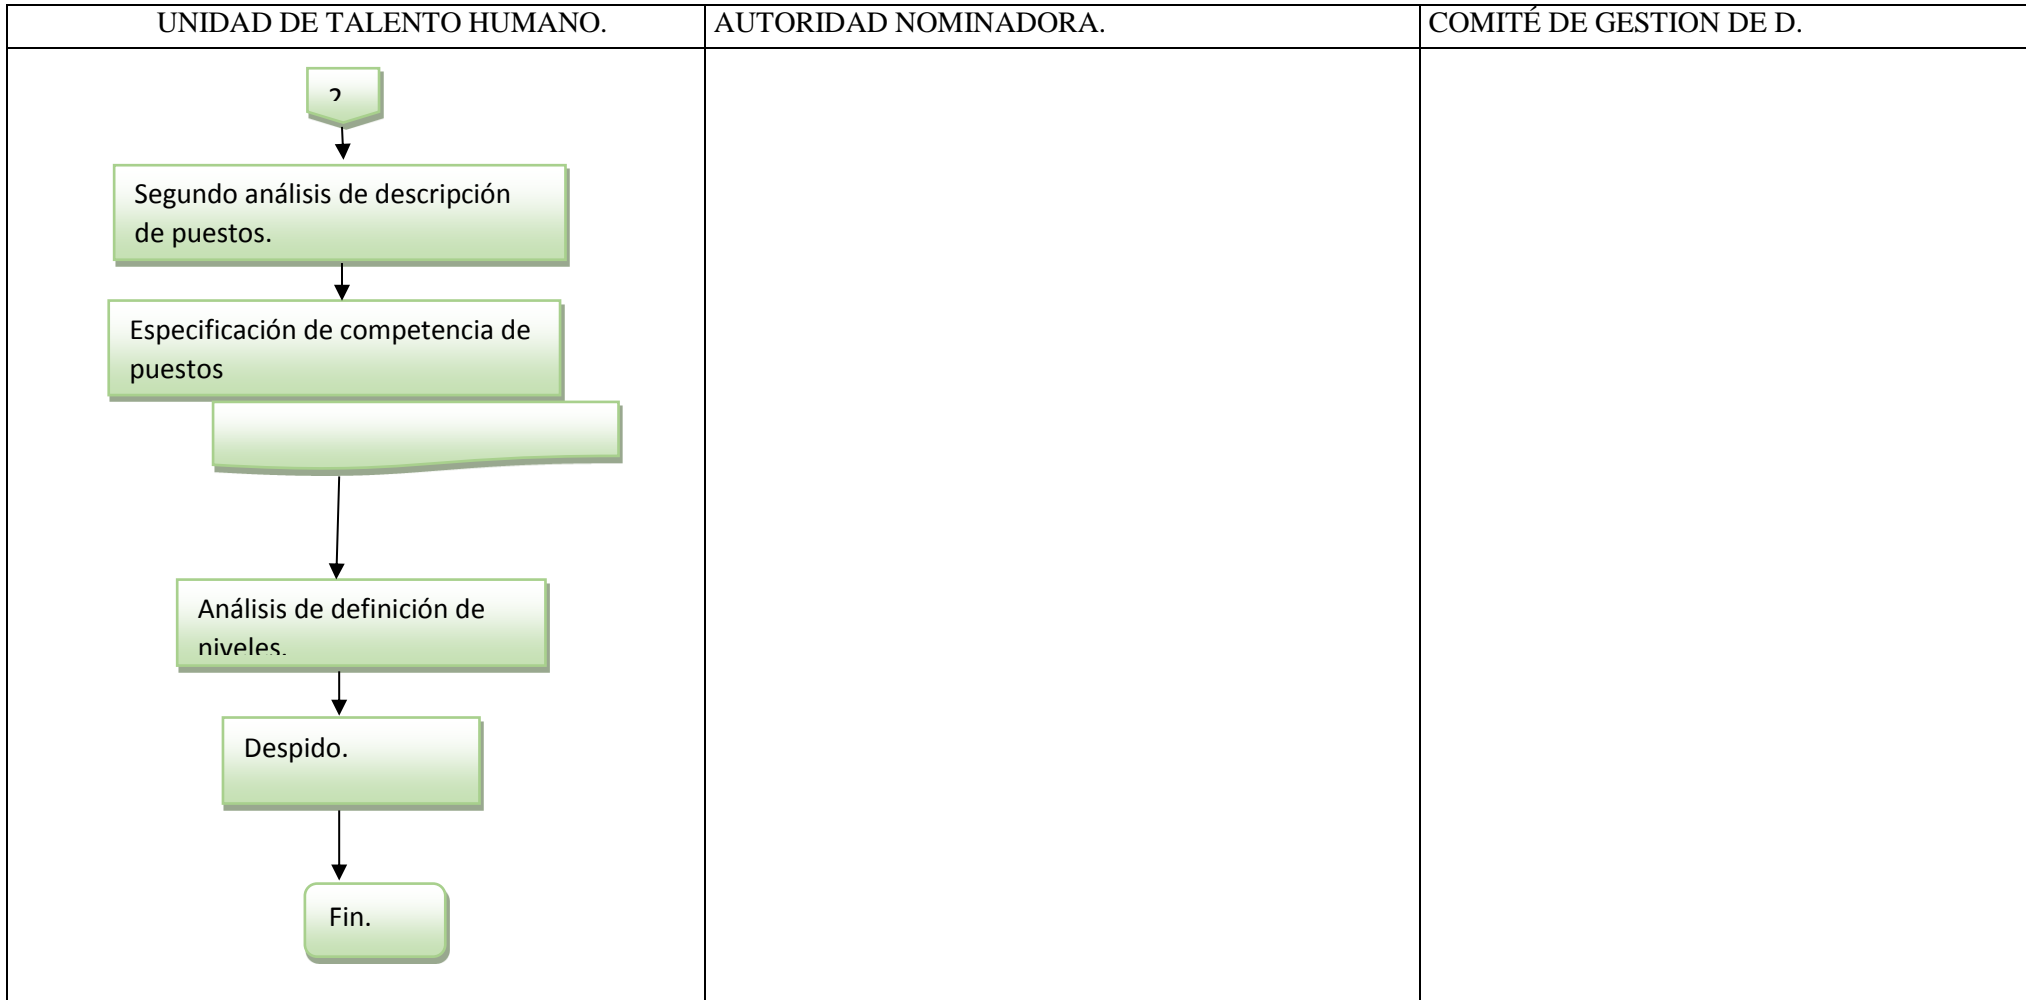 UNIDAD DE TALENTO HUMANO.
AUTORIDAD NOMINADORA.
COMITÉ DE GESTION DE D.
2
Segundo análisis de descripción
de puestos.
Especificación de competencia de
puestos
Análisis de definición de
niveles.
Despido.
Fin.